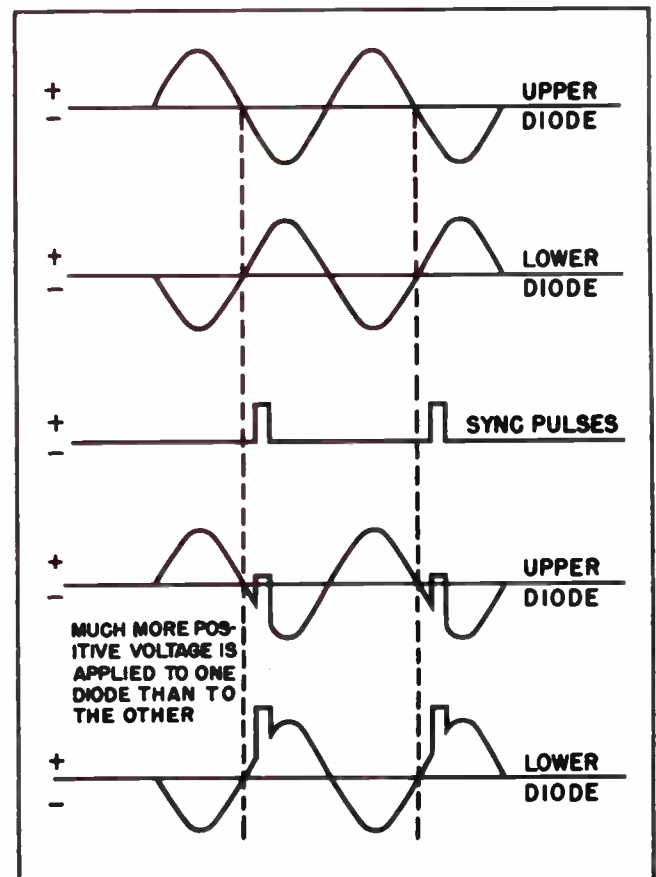 +
−
UPPER
DIODE
+
−
LOWER
DIODE
+
−
SYNC PULSES
+
−
UPPER
DIODE
MUCH MORE POS-
ITIVE VOLTAGE IS
APPLIED TO ONE
DIODE THAN TO
THE OTHER
+
−
LOWER
DIODE